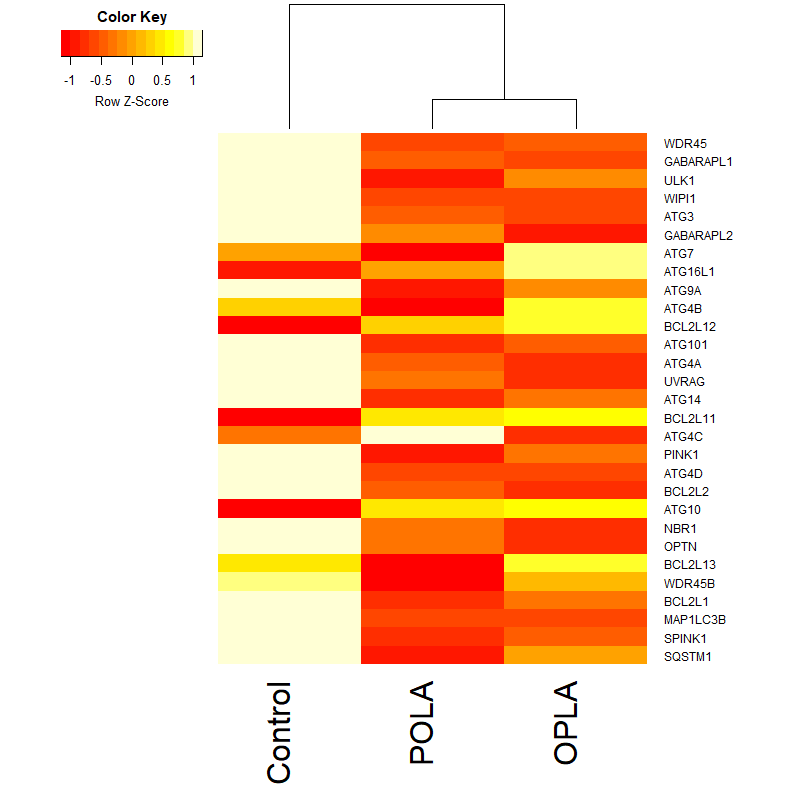 Color Key
-1 -0.5 0 0.5 1
Row Z-Score
WDR45
GABARAPL1
ULK1
WIPI1
ATG3
GABARAPL2
ATG7
ATG16L1
ATG9A
ATG4B
BCL2L12
ATG101
ATG4A
UVRAG
ATG14
BCL2L11
ATG4C
PINK1
ATG4D
BCL2L2
ATG10
NBR1
OPTN
BCL2L13
WDR45B
BCL2L1
MAP1LC3B
SPINK1
SQSTM1
Control
POLA
OPLA